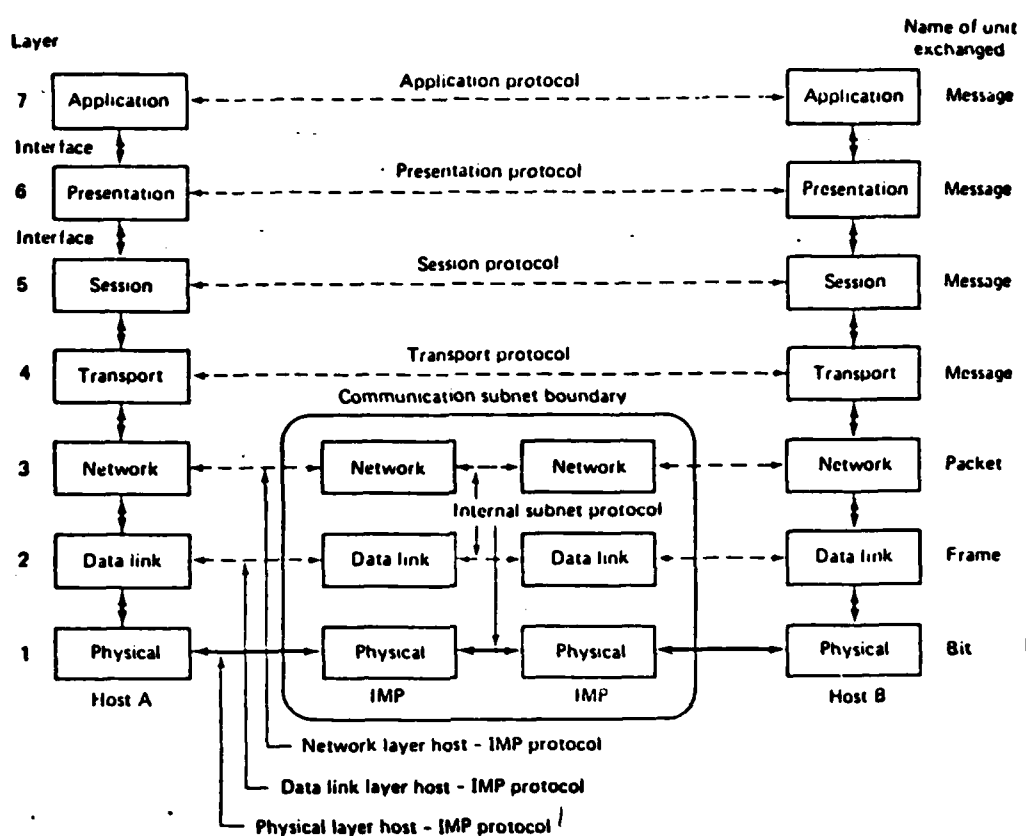 Layer
Name of unit
exchanged
Application protocol
7 Application Application Message
Interface
Presentation protocol
6 Presentation Presentation Message
Interface
Session protocol
5 Session Session Message
Transport protocol
4 Transport Transport Message
Communication subnet boundary
3 Network Network Network Network Packet
Internal subnet protocol
2 Data link Data link Data link Data link Frame
1 Physical Physical Physical Physical Bit
Host A IMP IMP Host B
Network layer host - IMP protocol
Data link layer host - IMP protocol
Physical layer host - IMP protocol